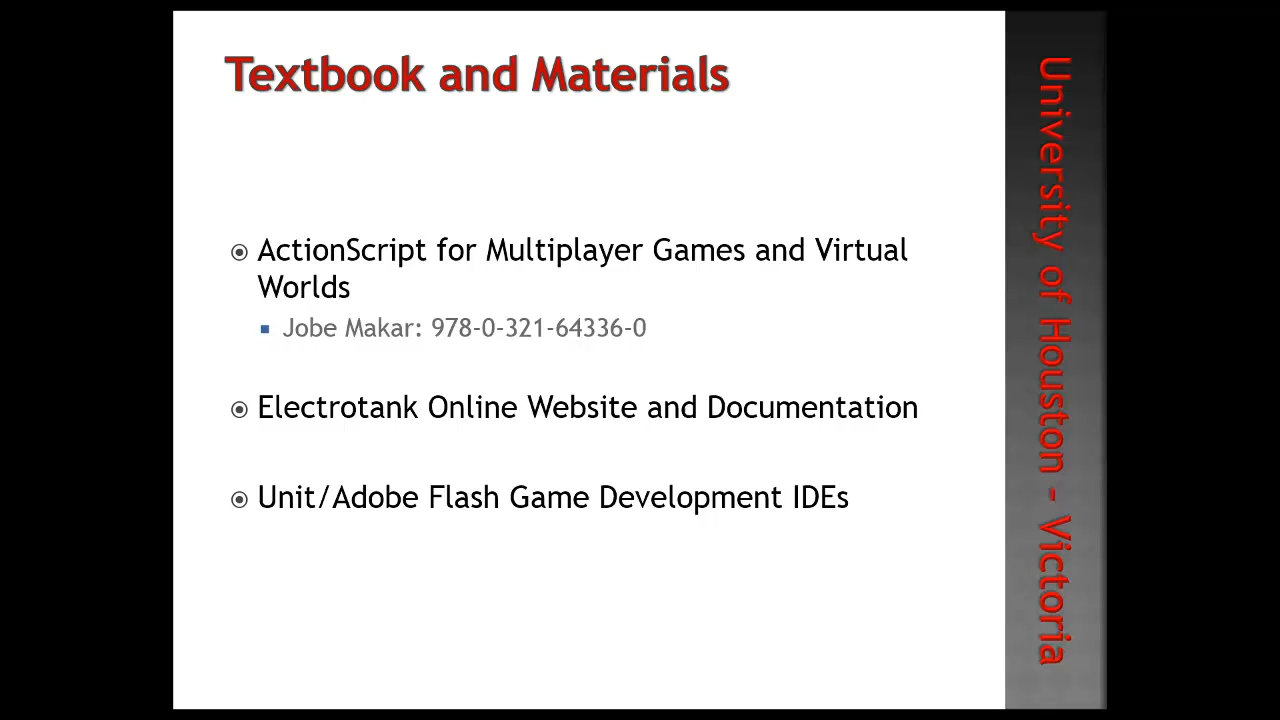 Textbook and Materials
ActionScript for Multiplayer Games and Virtual
Worlds
Jobe Makar: 978-0-321-64336-0
Electrotank Online Website and Documentation
Unit/Adobe Flash Game Development IDEs
University of Houston - Victoria